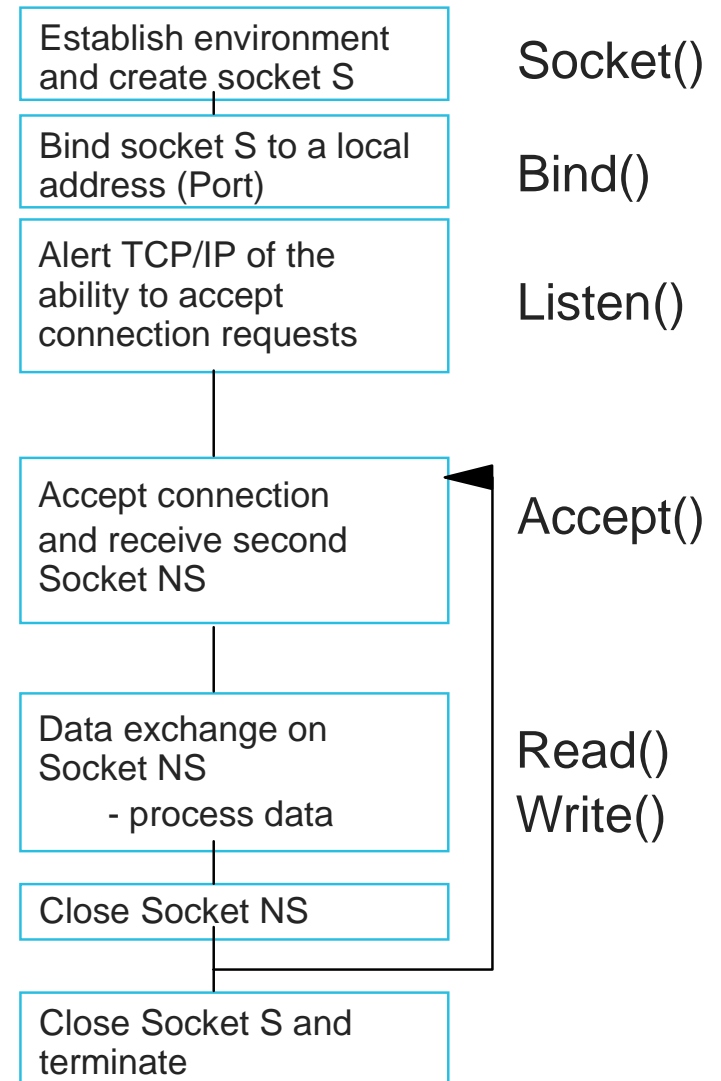 Establish environment
and create socket S
Socket()
Bind socket S to a local
address (Port)
Bind()
Alert TCP/IP of the
ability to accept
connection requests
Listen()
Accept connection
and receive second
Socket NS
Accept()
Data exchange on
Socket NS
- process data
Read()
Write()
Close Socket NS
Close Socket S and
terminate